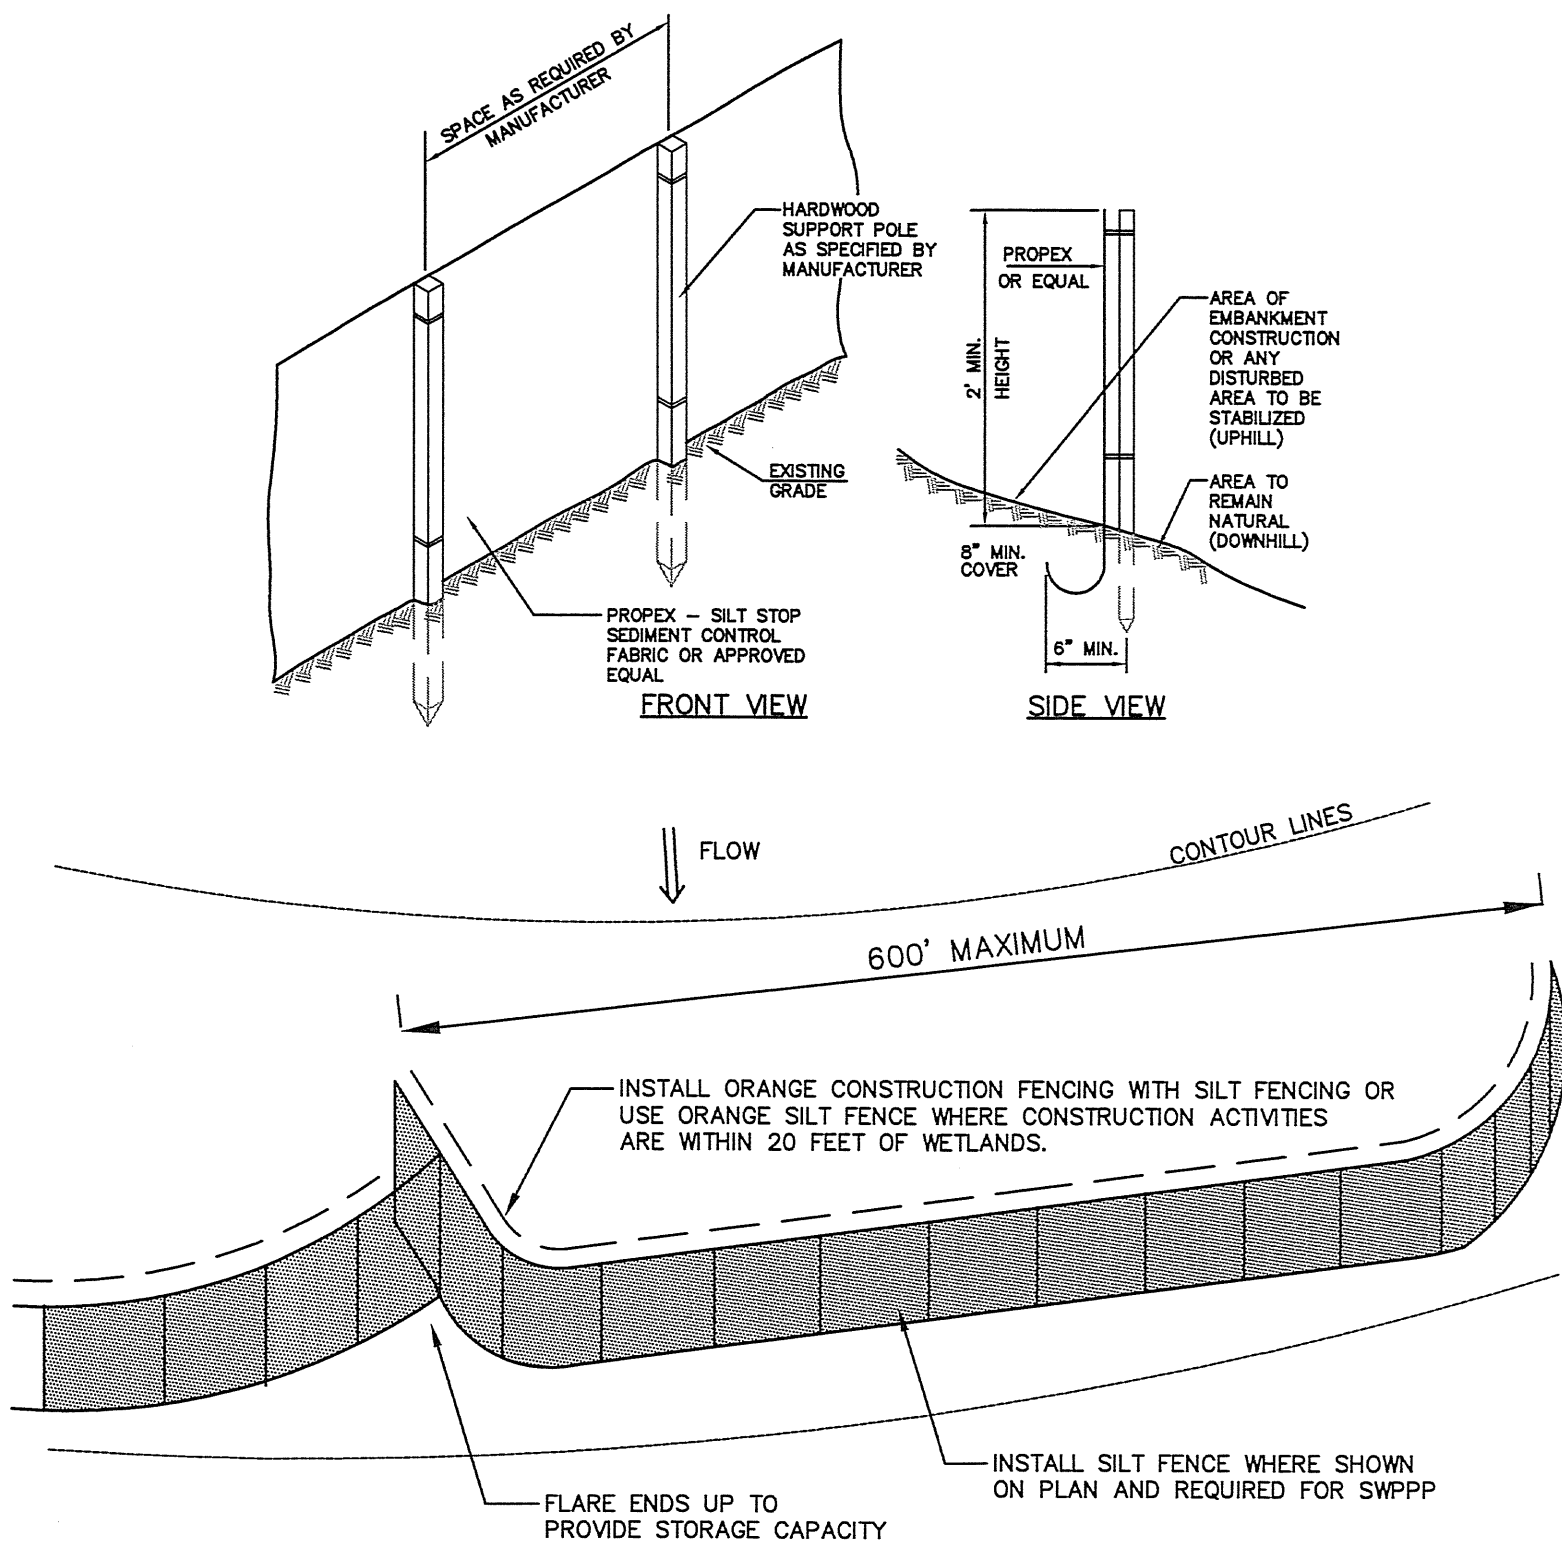 SPACE AS REQUIRED BY
MANUFACTURER
HARDWOOD
SUPPORT POLE
AS SPECIFIED BY
MANUFACTURER
EXISTING
GRADE
PROPEX – SILT STOP
SEDIMENT CONTROL
FABRIC OR APPROVED
EQUAL
FRONT VIEW
PROPEX
OR EQUAL
2' MIN.
HEIGHT
AREA OF
EMBANKMENT
CONSTRUCTION
OR ANY
DISTURBED
AREA TO BE
STABILIZED
(UPHILL)
AREA TO
REMAIN
NATURAL
(DOWNHILL)
8" MIN.
COVER
6" MIN.
SIDE VIEW
FLOW
CONTOUR LINES
600' MAXIMUM
INSTALL ORANGE CONSTRUCTION FENCING WITH SILT FENCING OR
USE ORANGE SILT FENCE WHERE CONSTRUCTION ACTIVITIES
ARE WITHIN 20 FEET OF WETLANDS.
INSTALL SILT FENCE WHERE SHOWN
ON PLAN AND REQUIRED FOR SWPPP
FLARE ENDS UP TO
PROVIDE STORAGE CAPACITY